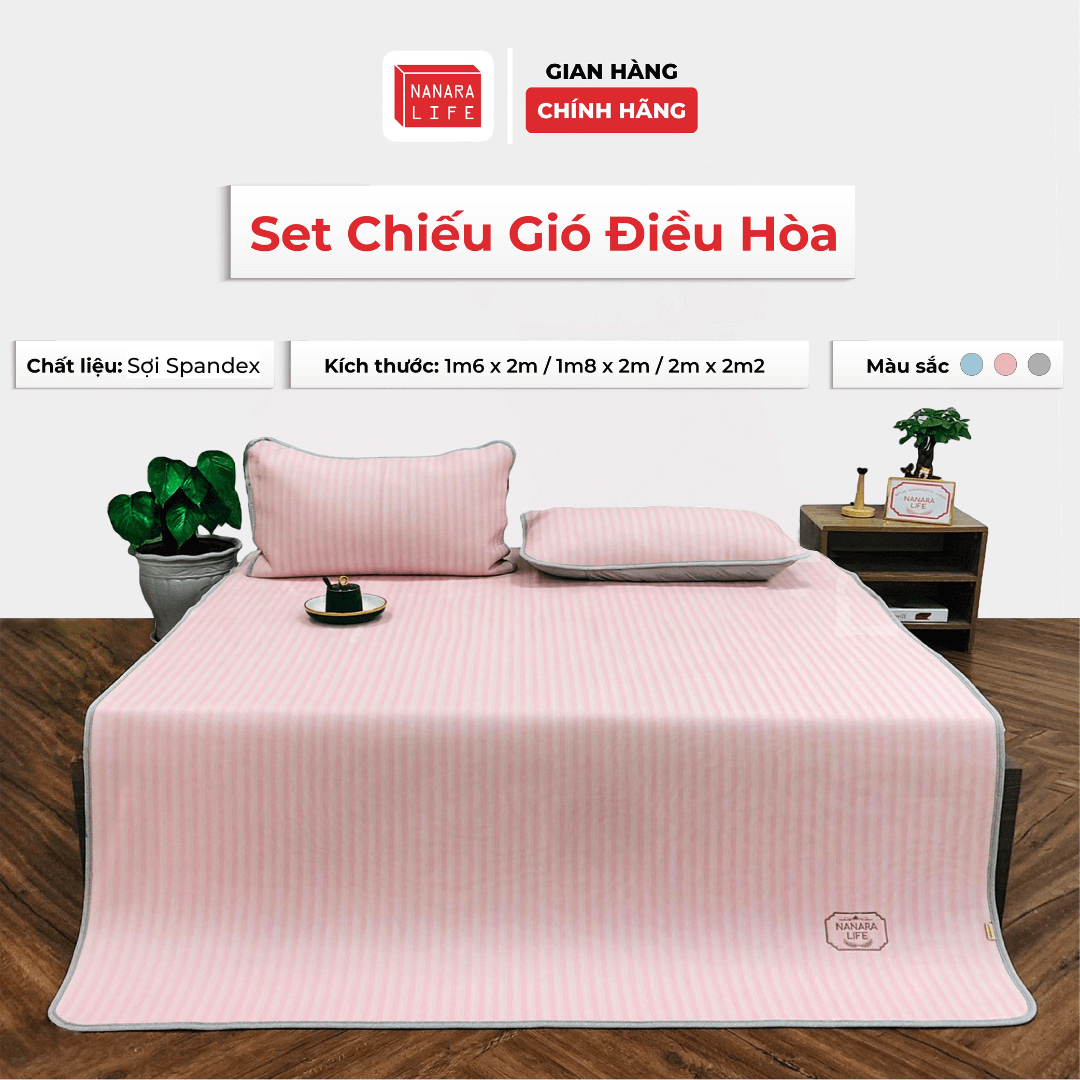 NANARA
LIFE
GIAN HÀNG
CHÍNH HÃNG
Set Chiếu Gió Điều Hòa
Chất liệu: Sợi Spandex
Kích thước: 1m6 x 2m / 1m8 x 2m / 2m x 2m2
Màu sắc
NANARA
LIFE
NANARA
LIFE